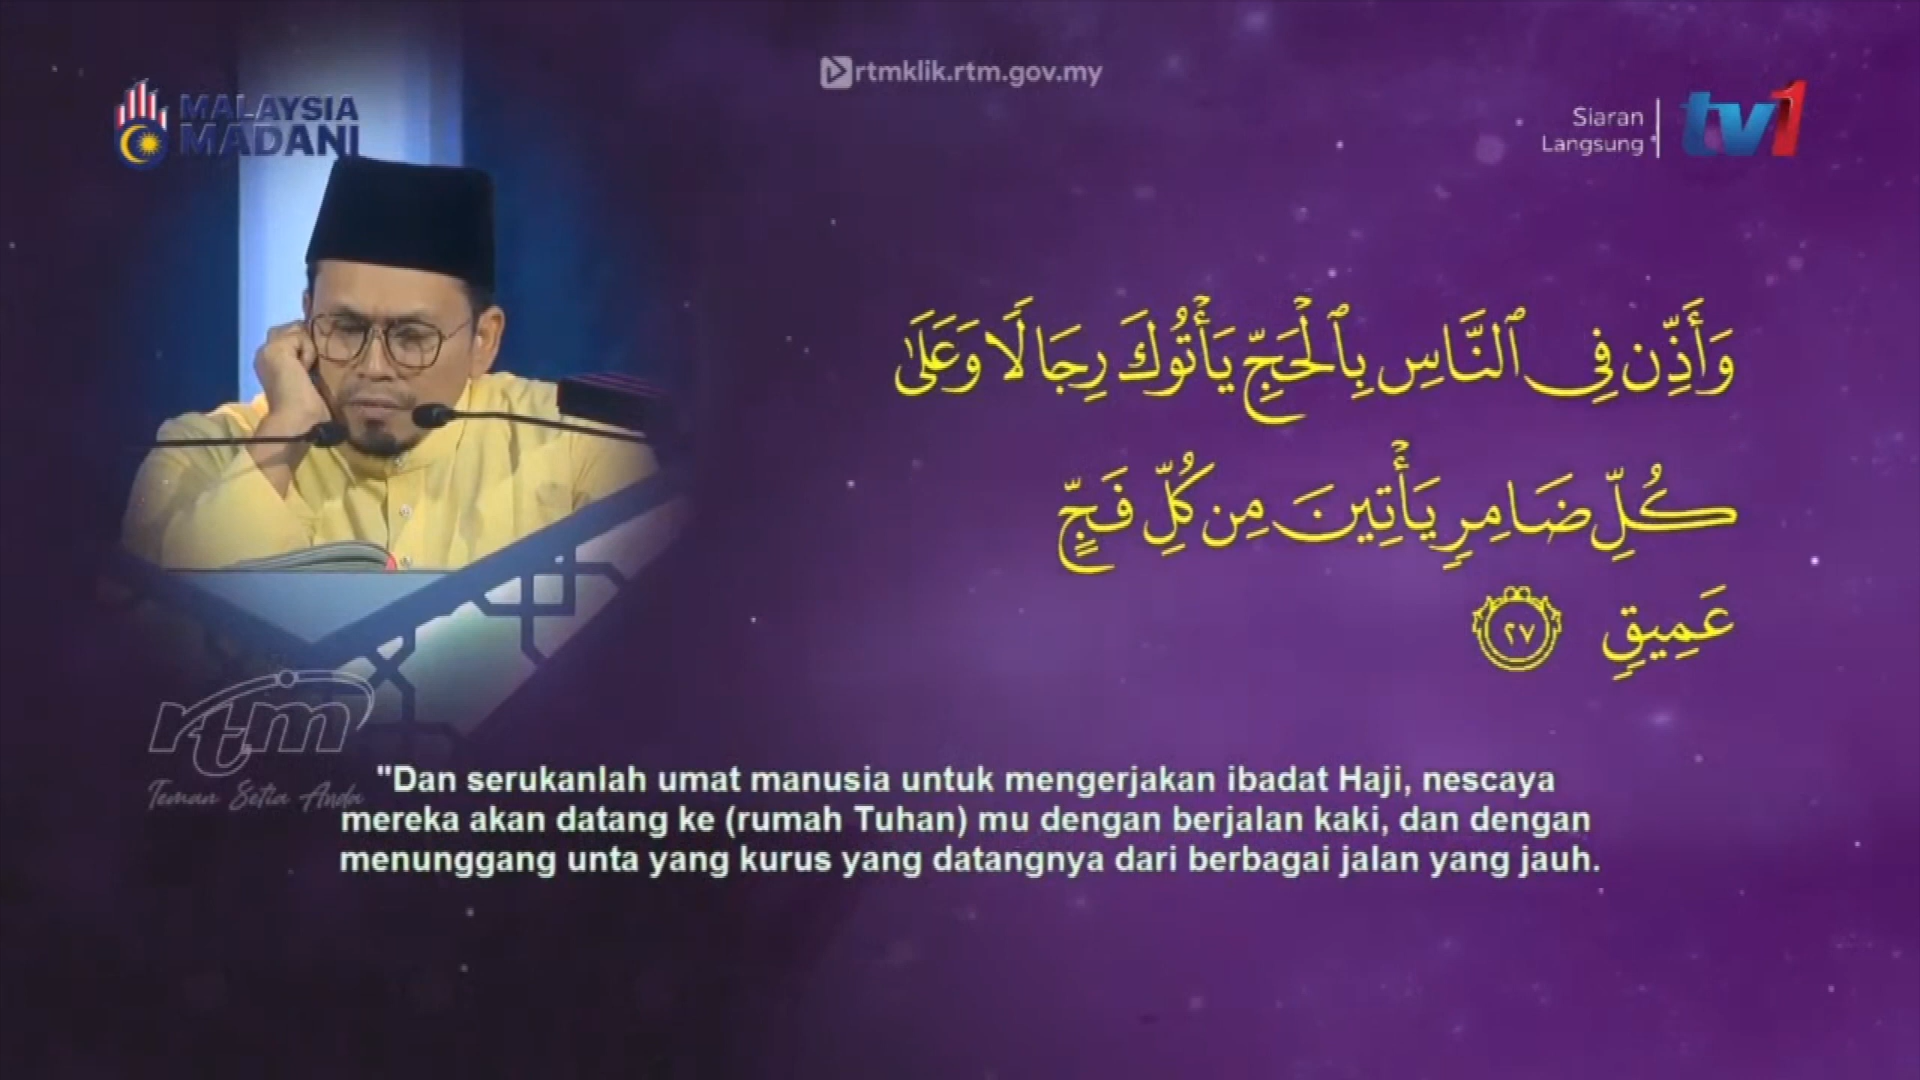 rtmklik.rtm.gov.my
MALAYSIA
MADANI
Siaran
Langsung
tv1
وَأَذِّن فِي ٱلنَّاسِ بِٱلْحَجِّ يَأْتُوكَ رِجَالًا وَعَلَىٰ
كُلِّ ضَامِرٍ يَأْتِينَ مِن كُلِّ فَجٍّ
عَمِيقٍ ٢٧
rtm
Teman Setia Anda
"Dan serukanlah umat manusia untuk mengerjakan ibadat Haji, nescaya
mereka akan datang ke (rumah Tuhan) mu dengan berjalan kaki, dan dengan
menunggang unta yang kurus yang datangnya dari berbagai jalan yang jauh.